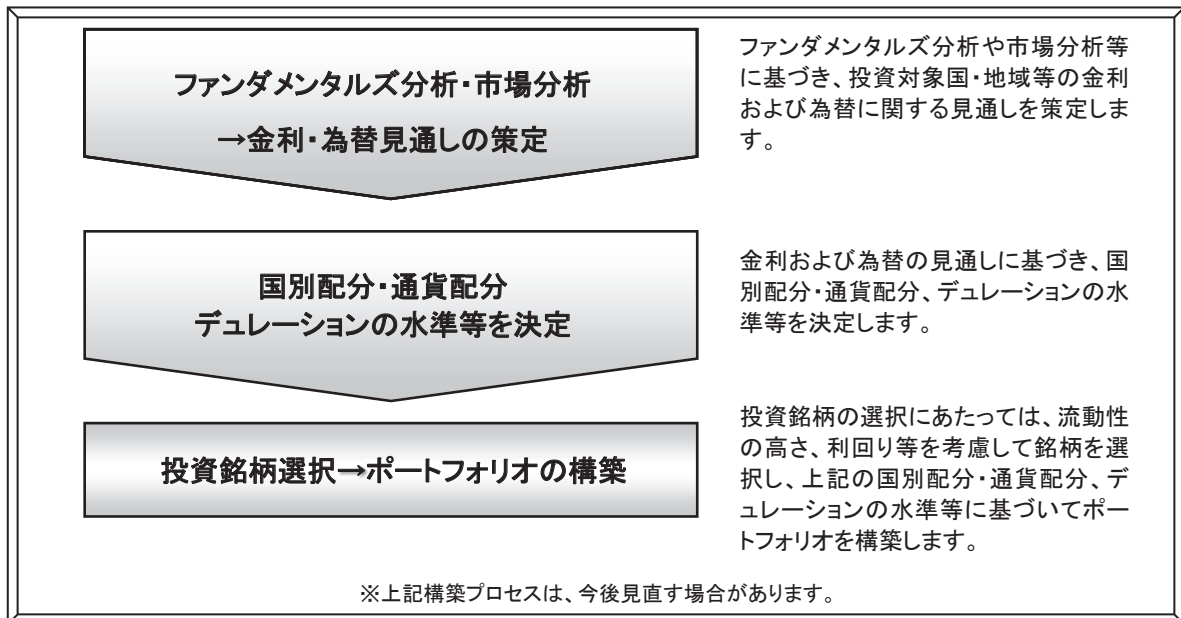 ファンダメンタルズ分析・市場分析
→金利・為替見通しの策定
ファンダメンタルズ分析や市場分析等
に基づき、投資対象国・地域等の金利
および為替に関する見通しを策定しま
す。
国別配分・通貨配分
デュレーションの水準等を決定
金利および為替の見通しに基づき、国
別配分・通貨配分、デュレーションの水
準等を決定します。
投資銘柄選択→ポートフォリオの構築
投資銘柄の選択にあたっては、流動性
の高さ、利回り等を考慮して銘柄を選
択し、上記の国別配分・通貨配分、デ
ュレーションの水準等に基づいてポー
トフォリオを構築します。
※上記構築プロセスは、今後見直す場合があります。